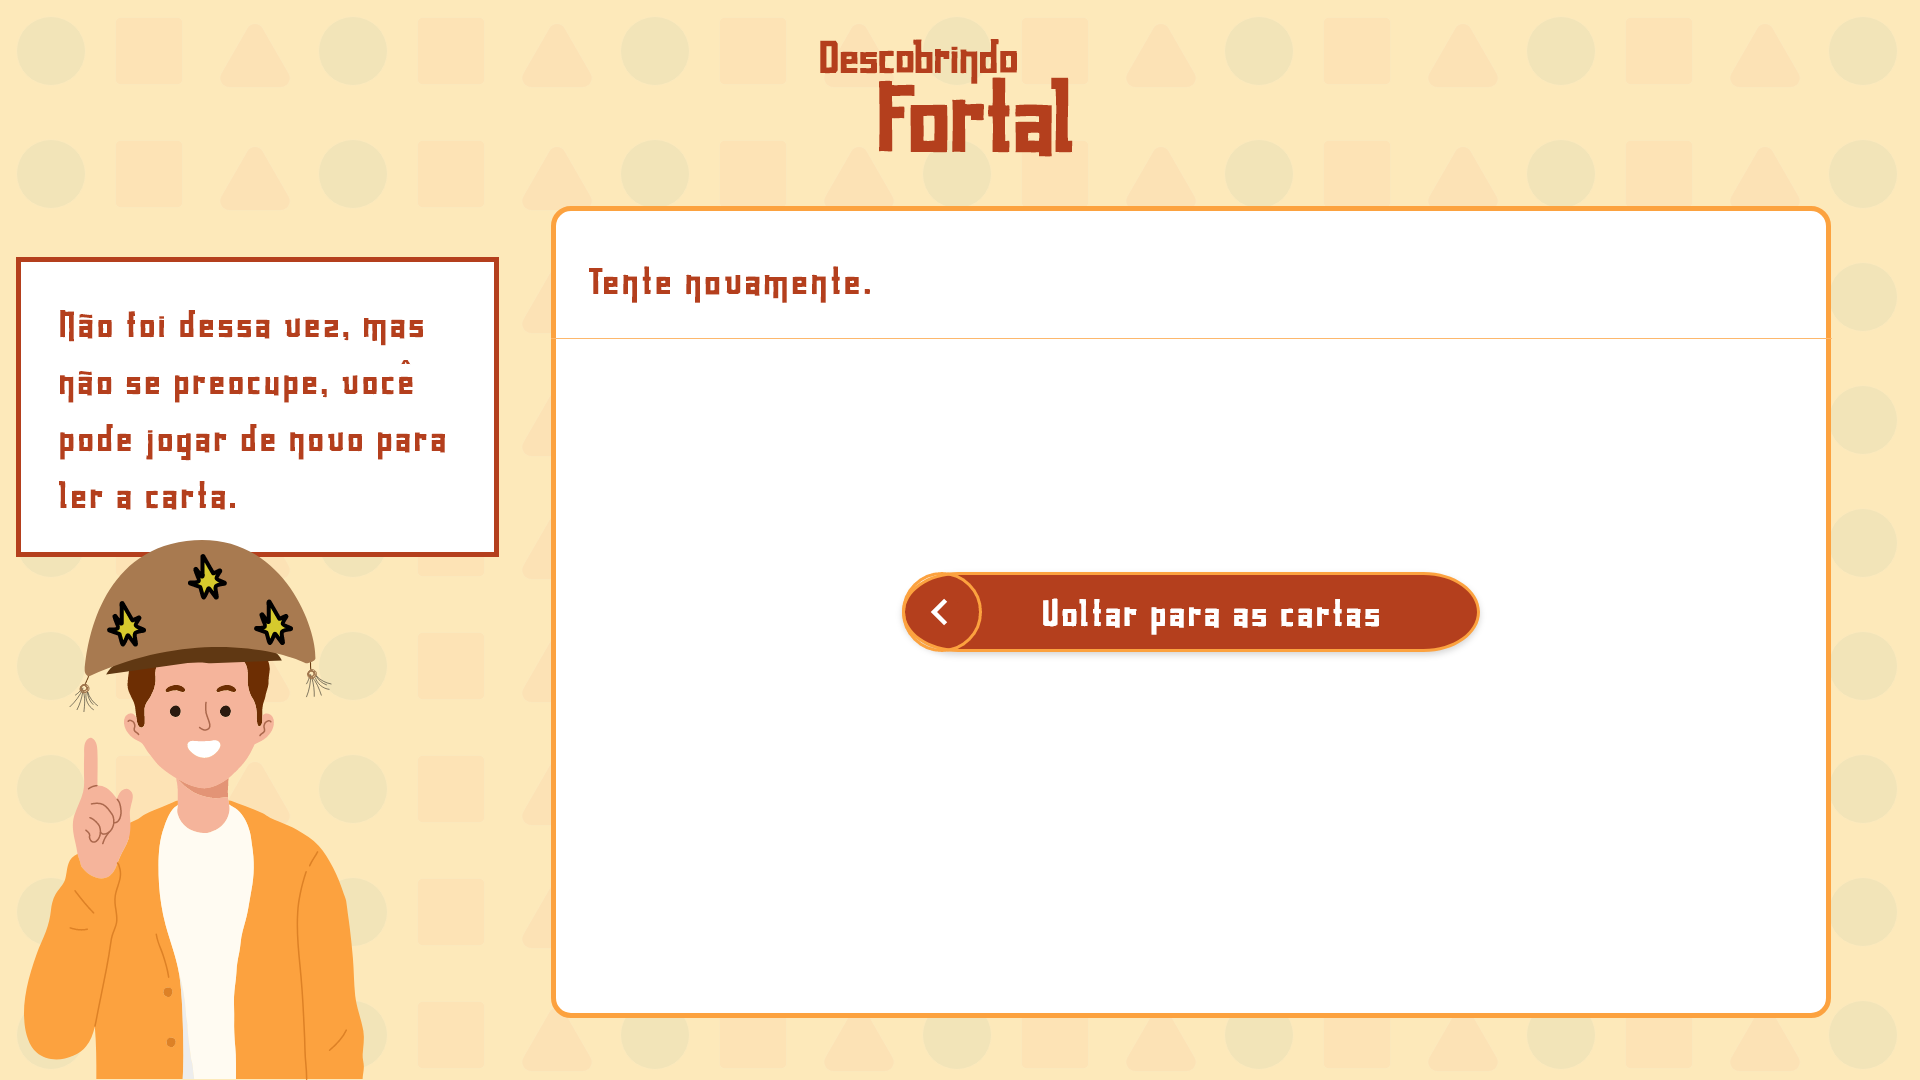 Descobrindo
Fortal
Não foi dessa vez, mas
não se preocupe, você
pode jogar de novo para
ler a carta.
Tente novamente.
Voltar para as cartas